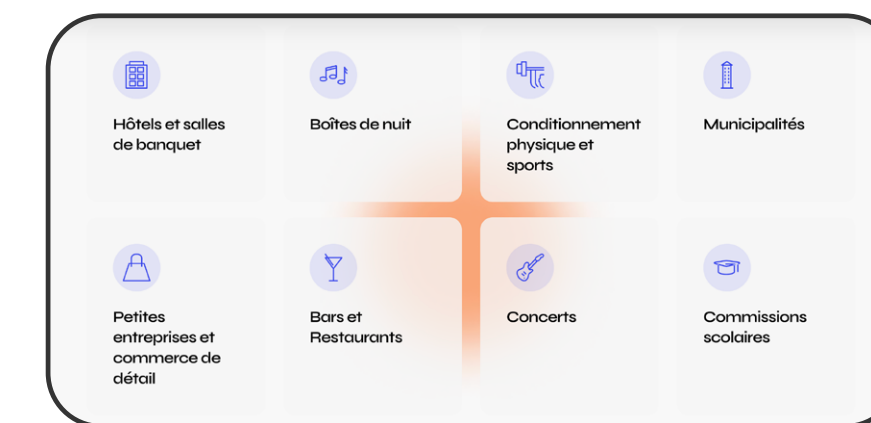 Hôtels et salles
de banquet
Boîtes de nuit
Conditionnement
physique et
sports
Municipalités
Petites
entreprises et
commerce de
détail
Bars et
Restaurants
Concerts
Commissions
scolaires